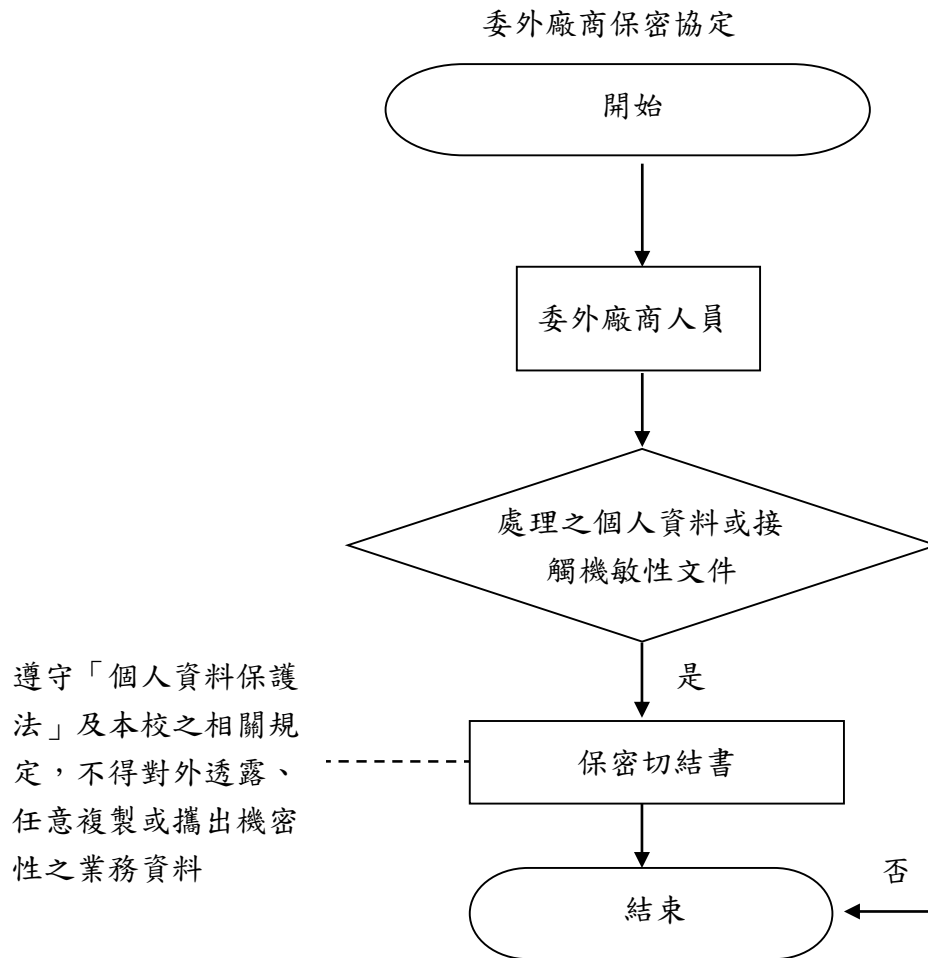 委外廠商保密協定
開始
委外廠商人員
處理之個人資料或接
觸機敏性文件
是
遵守「個人資料保護
法」及本校之相關規
定，不得對外透露、
任意複製或攜出機密
性之業務資料
保密切結書
否
結束